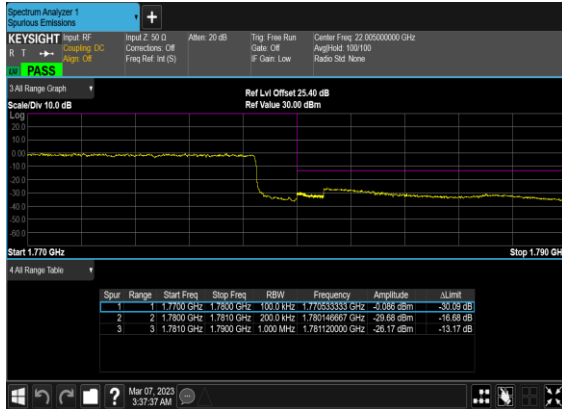 Spectrum Analyzer 1
Spurious Emissions
+
KEYSIGHT Input: RF Input Z: 50 Ω Atten: 20 dB Trig: Free Run Center Freq: 22.005000000 GHz
R T Coupling: DC Corrections: Off Gate: Off Avg|Hold: 100/100
Align: Off Freq Ref: Int (S) IF Gain: Low Radio Std: None
PASS
3 All Range Graph
Ref Lvl Offset 25.40 dB
Scale/Div 10.0 dB Ref Value 30.00 dBm
Log
20.0
10.0
0.00
-10.0
-20.0
-30.0
-40.0
-50.0
-60.0
Start 1.770 GHz Stop 1.790 GH
4 All Range Table
Spur Range Start Freq Stop Freq RBW Frequency Amplitude ΔLimit
1 1 1.7700 GHz 1.7800 GHz 100.0 kHz 1.770533333 GHz -0.086 dBm -30.09 dB
2 2 1.7800 GHz 1.7810 GHz 200.0 kHz 1.780146667 GHz -29.68 dBm -16.68 dB
3 3 1.7810 GHz 1.7900 GHz 1.000 MHz 1.781120000 GHz -26.17 dBm -13.17 dB
? Mar 07, 2023
3:37:37 AM